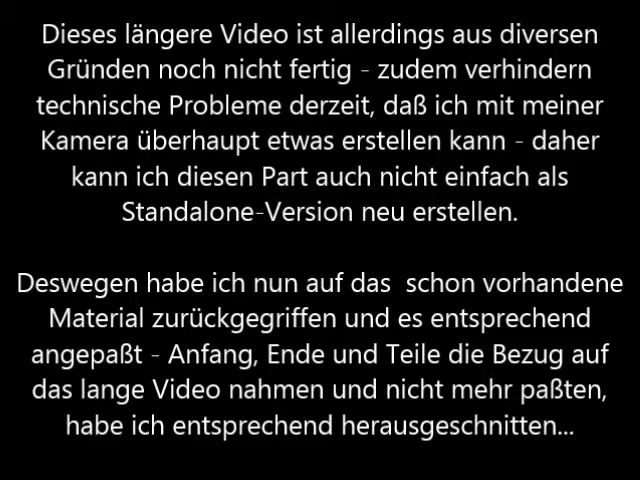 Dieses längere Video ist allerdings aus diversen
Gründen noch nicht fertig - zudem verhindern
technische Probleme derzeit, daß ich mit meiner
Kamera überhaupt etwas erstellen kann - daher
kann ich diesen Part auch nicht einfach als
Standalone-Version neu erstellen.
Deswegen habe ich nun auf das  schon vorhandene
Material zurückgegriffen und es entsprechend
angepaßt - Anfang, Ende und Teile die Bezug auf
das lange Video nahmen und nicht mehr paßten,
habe ich entsprechend herausgeschnitten...